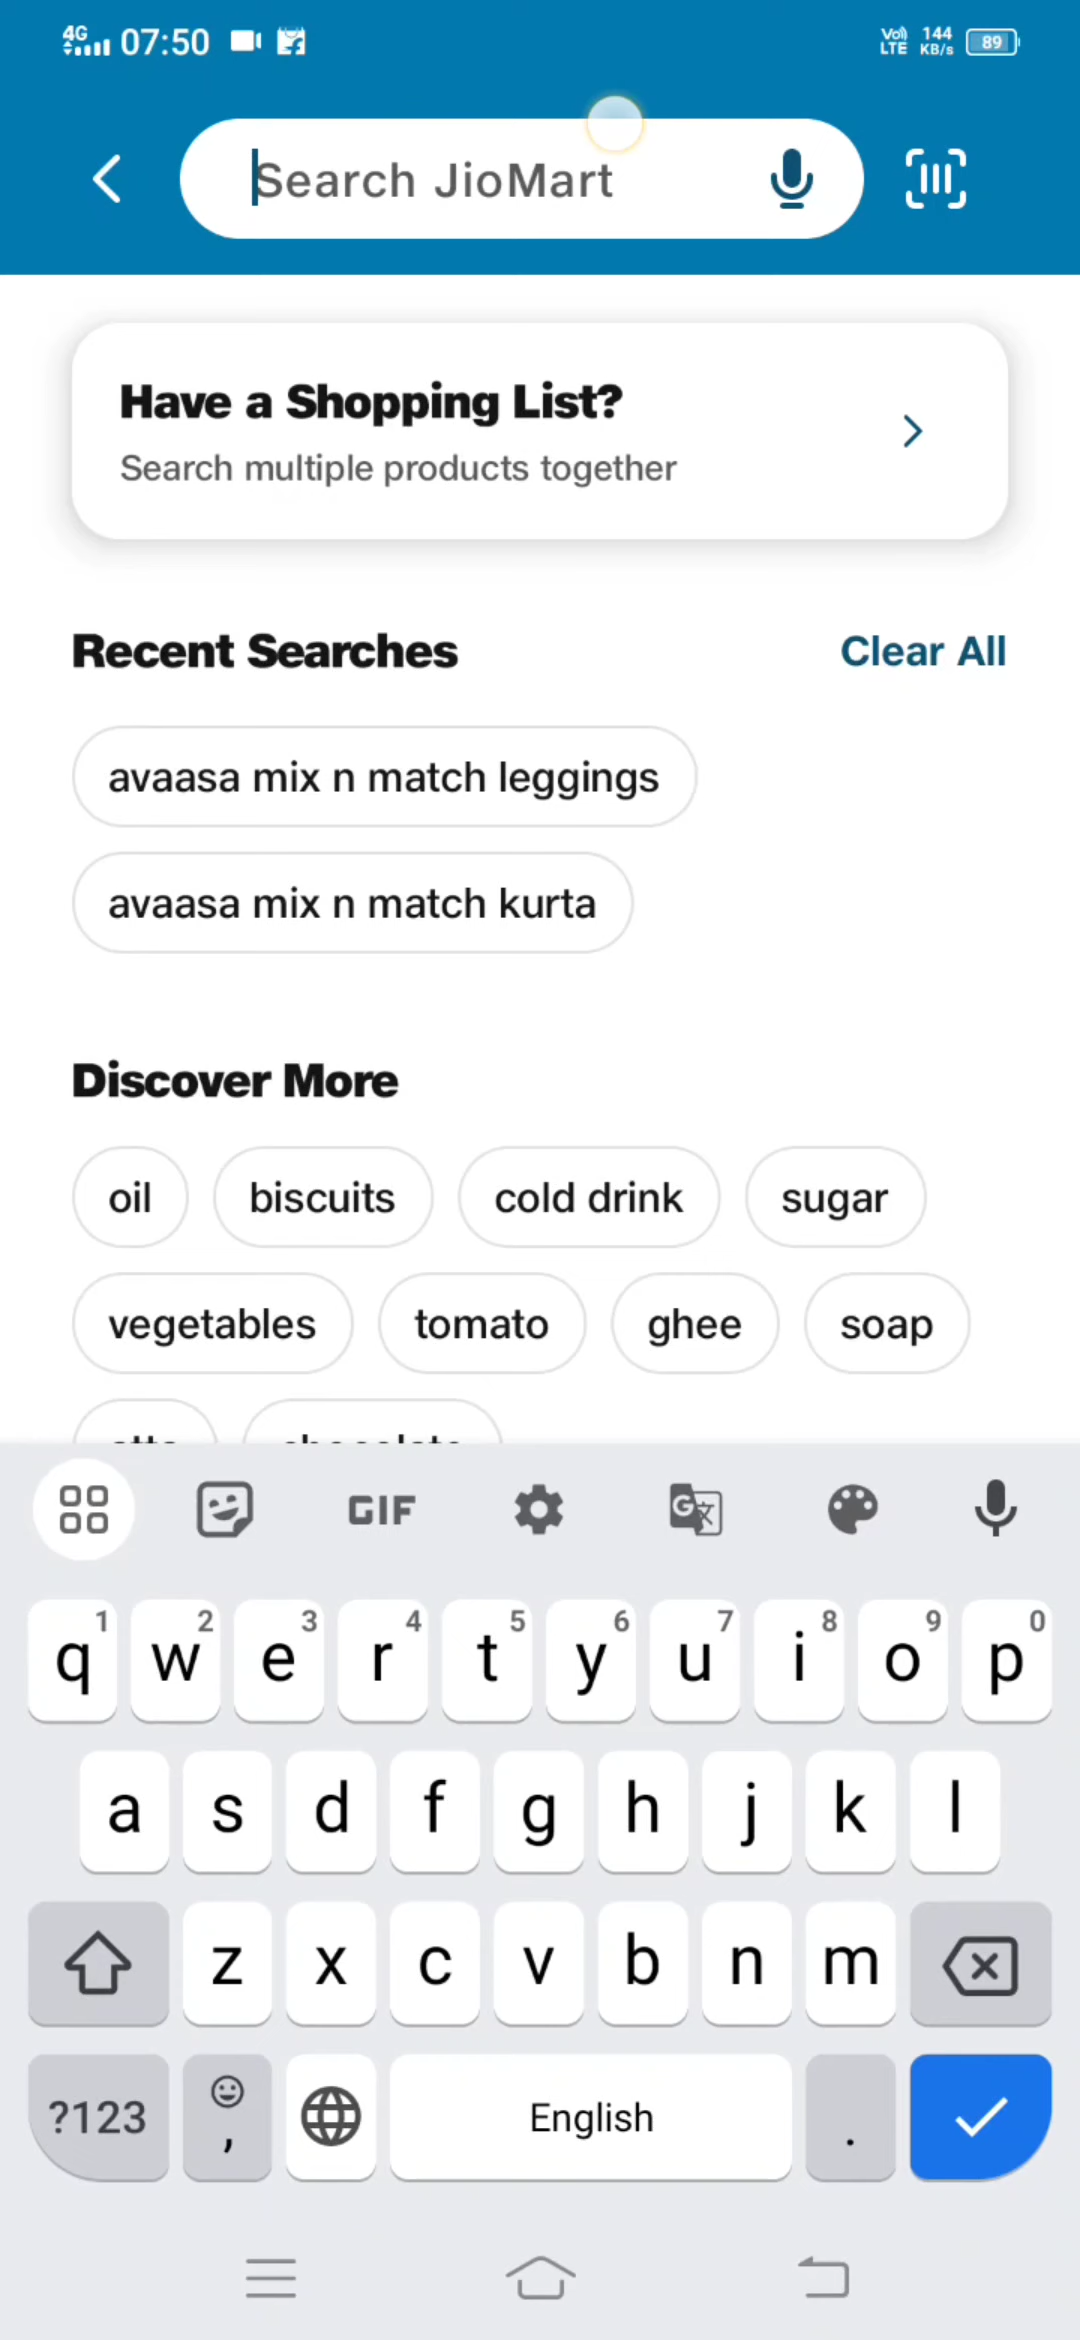 4G 07:50 Vo) LTE 144 KB/s 89
Search JioMart
Have a Shopping List?
Search multiple products together
Recent Searches Clear All
avaasa mix n match leggings
avaasa mix n match kurta
Discover More
oil biscuits cold drink sugar
vegetables tomato ghee soap
GIF
1 2 3 4 5 6 7 8 9 0
q w e r t y u i o p
a s d f g h j k l
z x c v b n m
?123 , English .